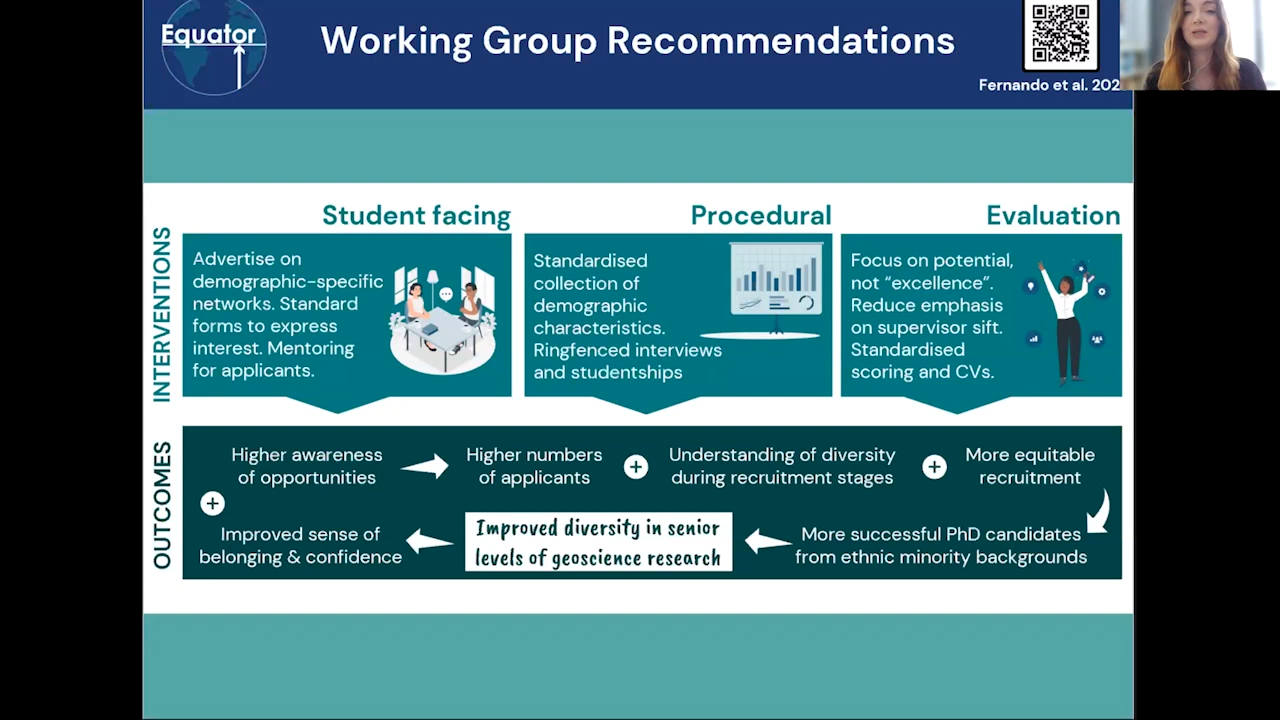 Equator
Working Group Recommendations
Fernando et al. 202
INTERVENTIONS
Student facing
Advertise on
demographic-specific
networks. Standard
forms to express
interest. Mentoring
for applicants.
Procedural
Standardised
collection of
demographic
characteristics.
Ringfenced interviews
and studentships
Evaluation
Focus on potential,
not “excellence”.
Reduce emphasis
on supervisor sift.
Standardised
scoring and CVs.
OUTCOMES
Higher awareness
of opportunities
Higher numbers
of applicants
+
Understanding of diversity
during recruitment stages
+
More equitable
recruitment
More successful PhD candidates
from ethnic minority backgrounds
Improved diversity in senior
levels of geoscience research
Improved sense of
belonging & confidence
+